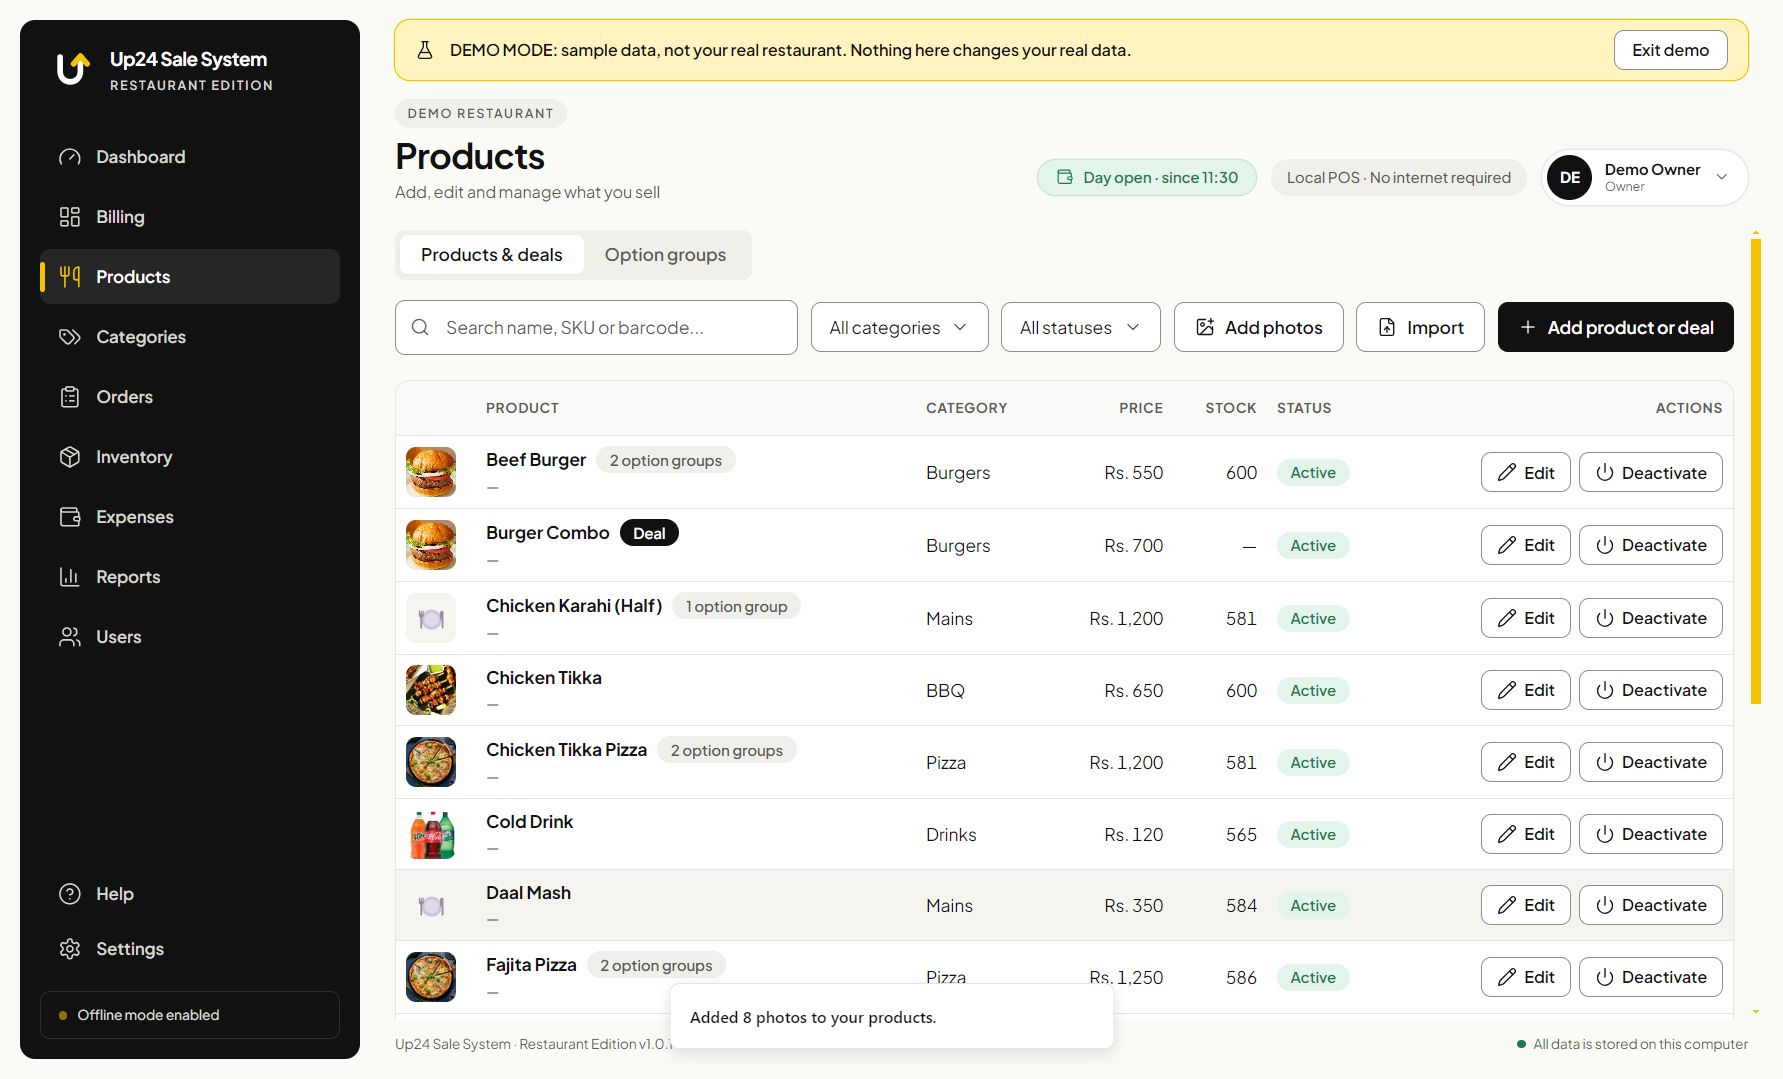 Up24 Sale System
RESTAURANT EDITION
Dashboard
Billing
Products
Categories
Orders
Inventory
Expenses
Reports
Users
Help
Settings
Offline mode enabled
DEMO MODE: sample data, not your real restaurant. Nothing here changes your real data.
Exit demo
DEMO RESTAURANT
Products
Add, edit and manage what you sell
Day open · since 11:30
Local POS · No internet required
DE
Demo Owner
Owner
Products & deals
Option groups
Search name, SKU or barcode...
All categories
All statuses
Add photos
Import
+ Add product or deal
PRODUCT CATEGORY PRICE STOCK STATUS ACTIONS
Beef Burger 2 option groups
—
Burgers Rs. 550 600 Active Edit Deactivate
Burger Combo Deal
—
Burgers Rs. 700 — Active Edit Deactivate
Chicken Karahi (Half) 1 option group
—
Mains Rs. 1,200 581 Active Edit Deactivate
Chicken Tikka
—
BBQ Rs. 650 600 Active Edit Deactivate
Chicken Tikka Pizza 2 option groups
—
Pizza Rs. 1,200 581 Active Edit Deactivate
Cold Drink
—
Drinks Rs. 120 565 Active Edit Deactivate
Daal Mash
—
Mains Rs. 350 584 Active Edit Deactivate
Fajita Pizza 2 option groups
—
Pizza Rs. 1,250 586 Active Edit Deactivate
Added 8 photos to your products.
Up24 Sale System · Restaurant Edition
All data is stored on this computer